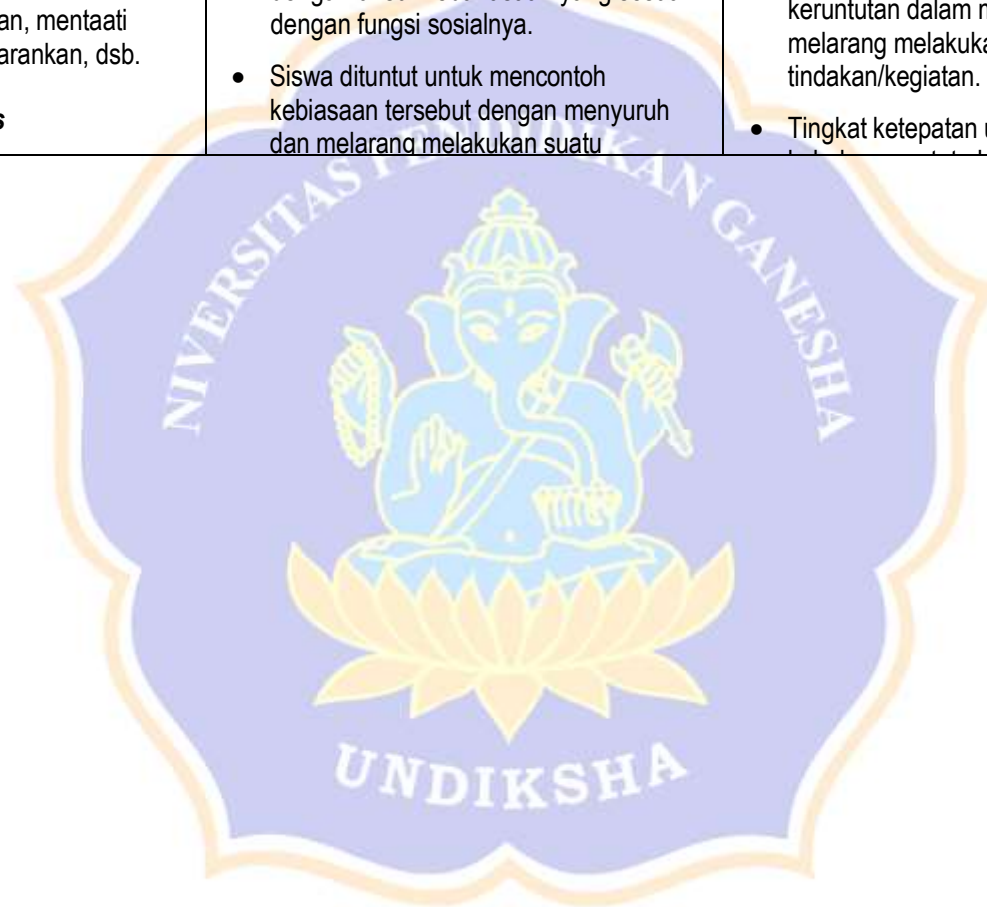 an, mentaati
arankan, dsb.
s
dengan fungsi sosialnya.
• Siswa dituntut untuk mencontoh
kebiasaan tersebut dengan menyuruh
dan melarang melakukan suatu
keruntutan dalam m
melarang melakuka
tindakan/kegiatan.
• Tingkat ketepatan u
NIVERSITAS PENDIDIKAN GANESHA
UNDIKSHA